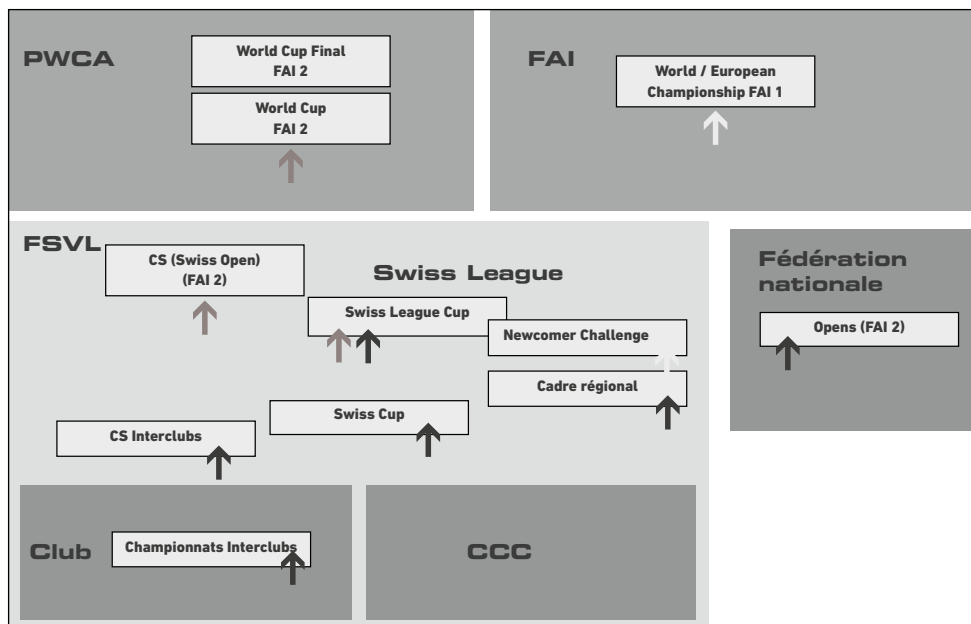 PWCA
World Cup Final
FAI 2
World Cup
FAI 2
FAI
World / European
Championship FAI 1
FSVL
CS (Swiss Open)
(FAI 2)
Swiss League
Swiss League Cup
Newcomer Challenge
Cadre régional
Swiss Cup
CS Interclubs
Fédération
nationale
Opens (FAI 2)
Club
Championnats Interclubs
CCC